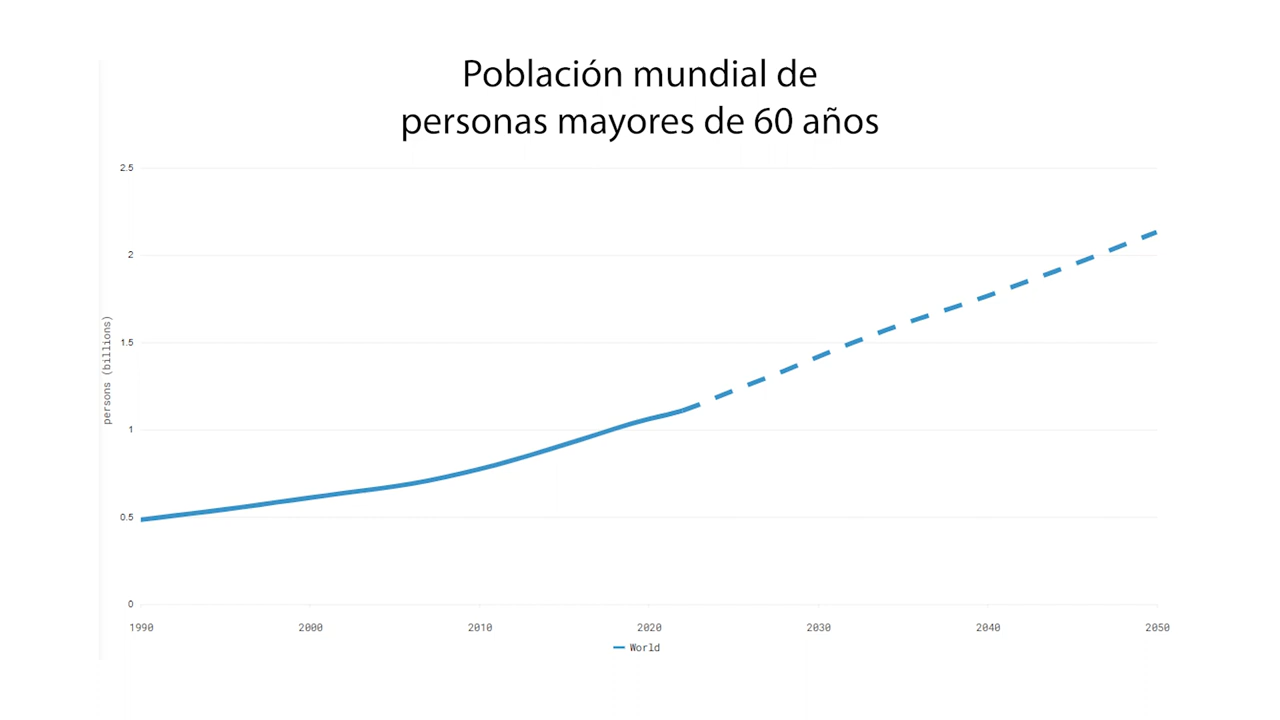 Población mundial de
personas mayores de 60 años
2.5
2
1.5
1
0.5
0
persons (billions)
1990 2000 2010 2020 2030 2040 2050
World